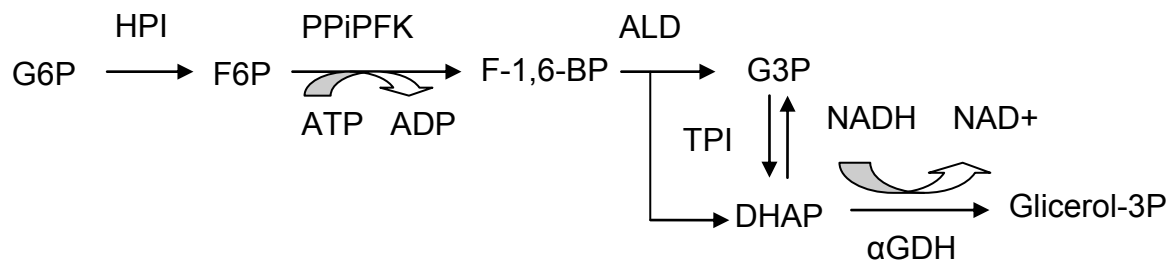 HPI PPiPFK ALD
G6P F6P F-1,6-BP G3P
ATP ADP TPI NADH NAD+
DHAP Glicerol-3P
αGDH